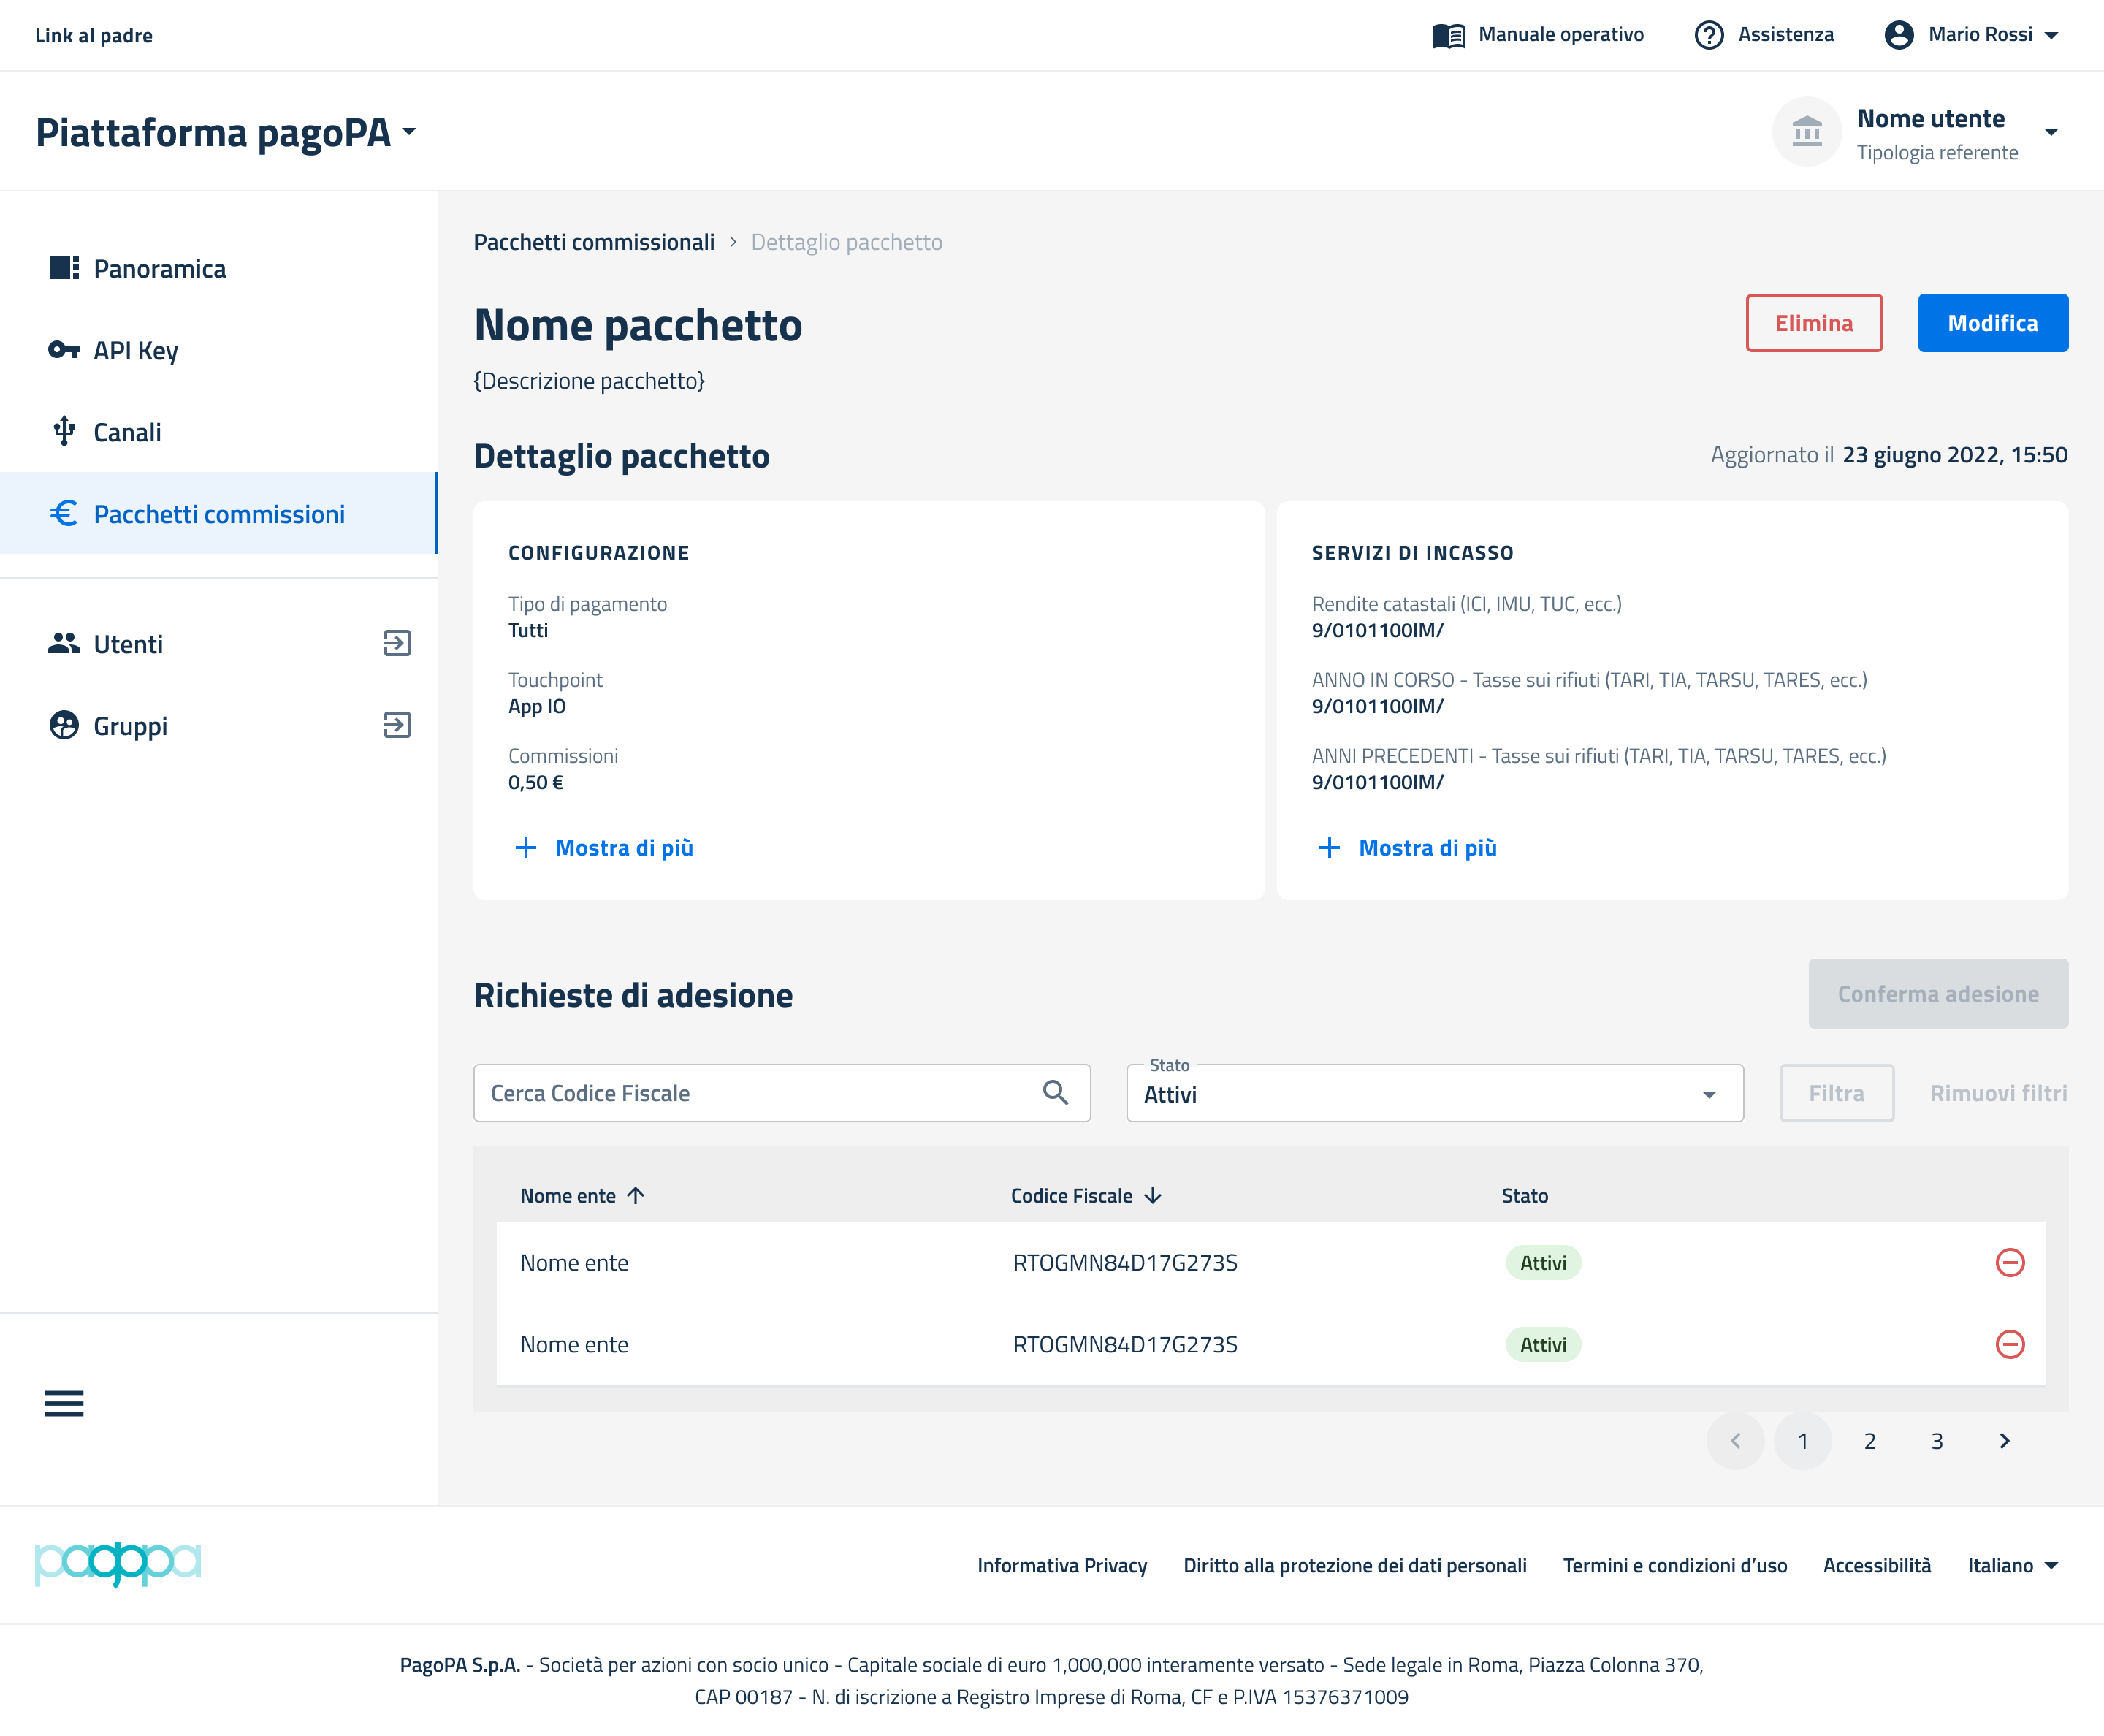 Link al padre
Manuale operativo
Assistenza
Mario Rossi
Piattaforma pagoPA
Nome utente
Tipologia referente
Panoramica
API Key
Canali
Pacchetti commissioni
Utenti
Gruppi
Pacchetti commissionali › Dettaglio pacchetto
Nome pacchetto
Elimina
Modifica
{Descrizione pacchetto}
Dettaglio pacchetto
Aggiornato il 23 giugno 2022, 15:50
CONFIGURAZIONE
Tipo di pagamento
Tutti
Touchpoint
App IO
Commissioni
0,50 €
+ Mostra di più
SERVIZI DI INCASSO
Rendite catastali (ICI, IMU, TUC, ecc.)
9/0101100IM/
ANNO IN CORSO - Tasse sui rifiuti (TARI, TIA, TARSU, TARES, ecc.)
9/0101100IM/
ANNI PRECEDENTI - Tasse sui rifiuti (TARI, TIA, TARSU, TARES, ecc.)
9/0101100IM/
+ Mostra di più
Richieste di adesione
Conferma adesione
Cerca Codice Fiscale
Stato
Attivi
Filtra
Rimuovi filtri
Nome ente ↑ Codice Fiscale ↓ Stato
Nome ente RTOGMN84D17G273S Attivi
Nome ente RTOGMN84D17G273S Attivi
1 2 3
pagopa
Informativa Privacy
Diritto alla protezione dei dati personali
Termini e condizioni d’uso
Accessibilità
Italiano
PagoPA S.p.A. - Società per azioni con socio unico - Capitale sociale di euro 1,000,000 interamente versato - Sede legale in Roma, Piazza Colonna 370,
CAP 00187 - N. di iscrizione a Registro Imprese di Roma, CF e P.IVA 15376371009